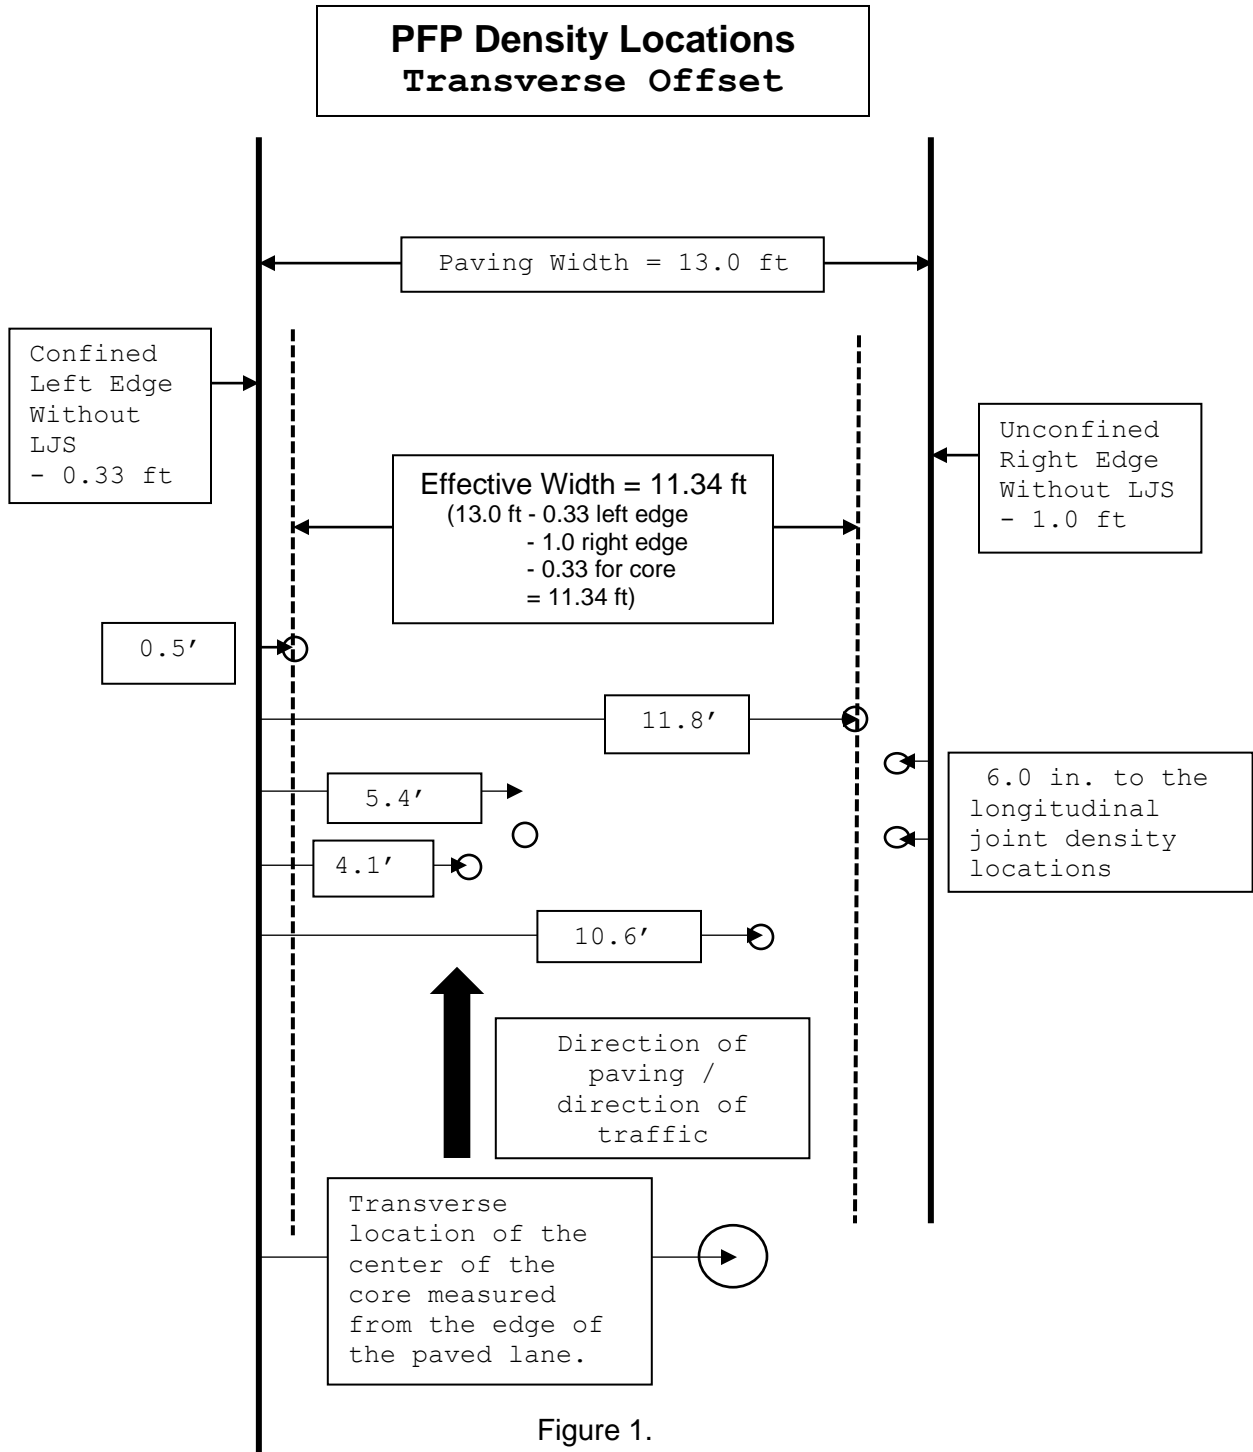 PFP Density Locations
Transverse Offset
Paving Width = 13.0 ft
Confined
Left Edge
Without
LJS
- 0.33 ft
Unconfined
Right Edge
Without LJS
- 1.0 ft
Effective Width = 11.34 ft
(13.0 ft - 0.33 left edge
- 1.0 right edge
- 0.33 for core
= 11.34 ft)
0.5’
11.8’
6.0 in. to the
longitudinal
joint density
locations
5.4’
4.1’
10.6’
Direction of
paving /
direction of
traffic
Transverse
location of the
center of the
core measured
from the edge of
the paved lane.
Figure 1.